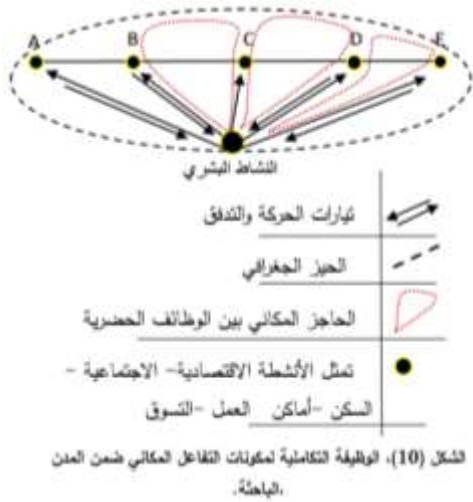 A B C D E
النشاط البشري
تيارات الحركة والتدفق
الحيز الجغرافي
الحاجز المكاني بين الوظائف الحضرية
تمثل الأنشطة الاقتصادية- الاجتماعية -
السكن -أماكن العمل -التسوق
الشكل (10)، الوظيفة التكاملية لمكونات التفاعل المكاني ضمن المدن
،الباحثة.